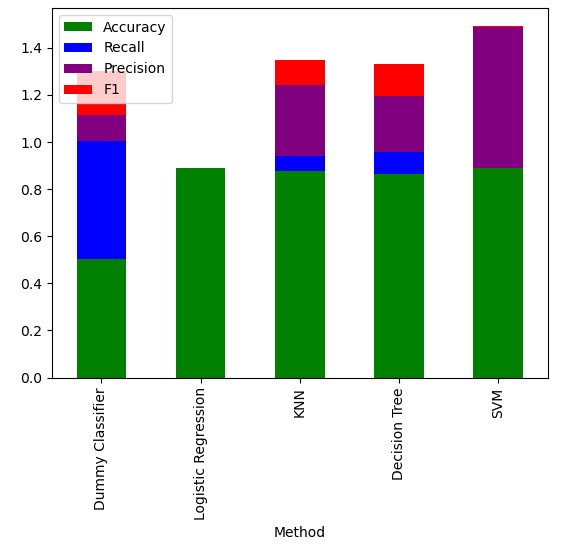 Accuracy
Recall
Precision
F1
1.4
1.2
1.0
0.8
0.6
0.4
0.2
0.0
Dummy Classifier
Logistic Regression
KNN
Decision Tree
SVM
Method